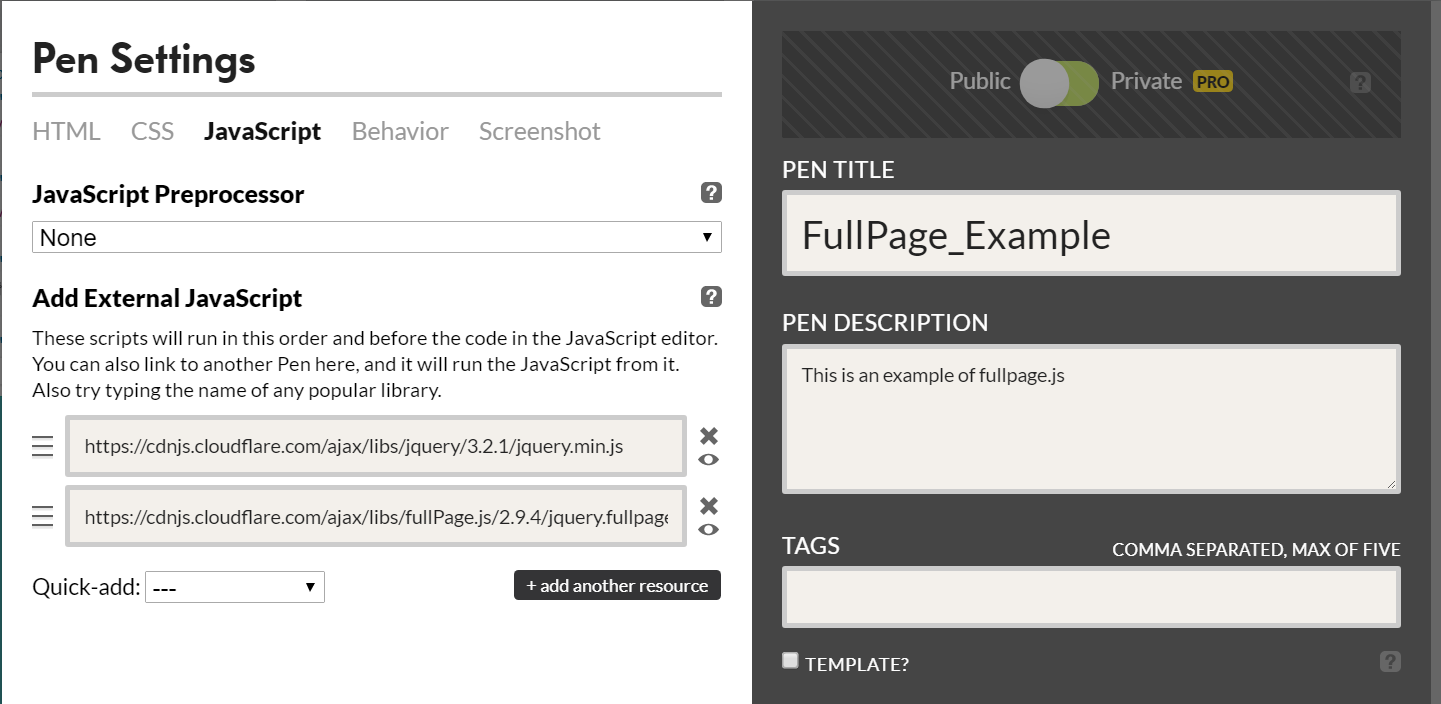 Pen Settings
HTML CSS JavaScript Behavior Screenshot
JavaScript Preprocessor ?
None
Add External JavaScript ?
These scripts will run in this order and before the code in the JavaScript editor.
You can also link to another Pen here, and it will run the JavaScript from it.
Also try typing the name of any popular library.
https://cdnjs.cloudflare.com/ajax/libs/jquery/3.2.1/jquery.min.js
https://cdnjs.cloudflare.com/ajax/libs/fullPage.js/2.9.4/jquery.fullpage
Quick-add: --- + add another resource
Public Private PRO ?
PEN TITLE
FullPage_Example
PEN DESCRIPTION
This is an example of fullpage.js
TAGS COMMA SEPARATED, MAX OF FIVE
TEMPLATE? ?